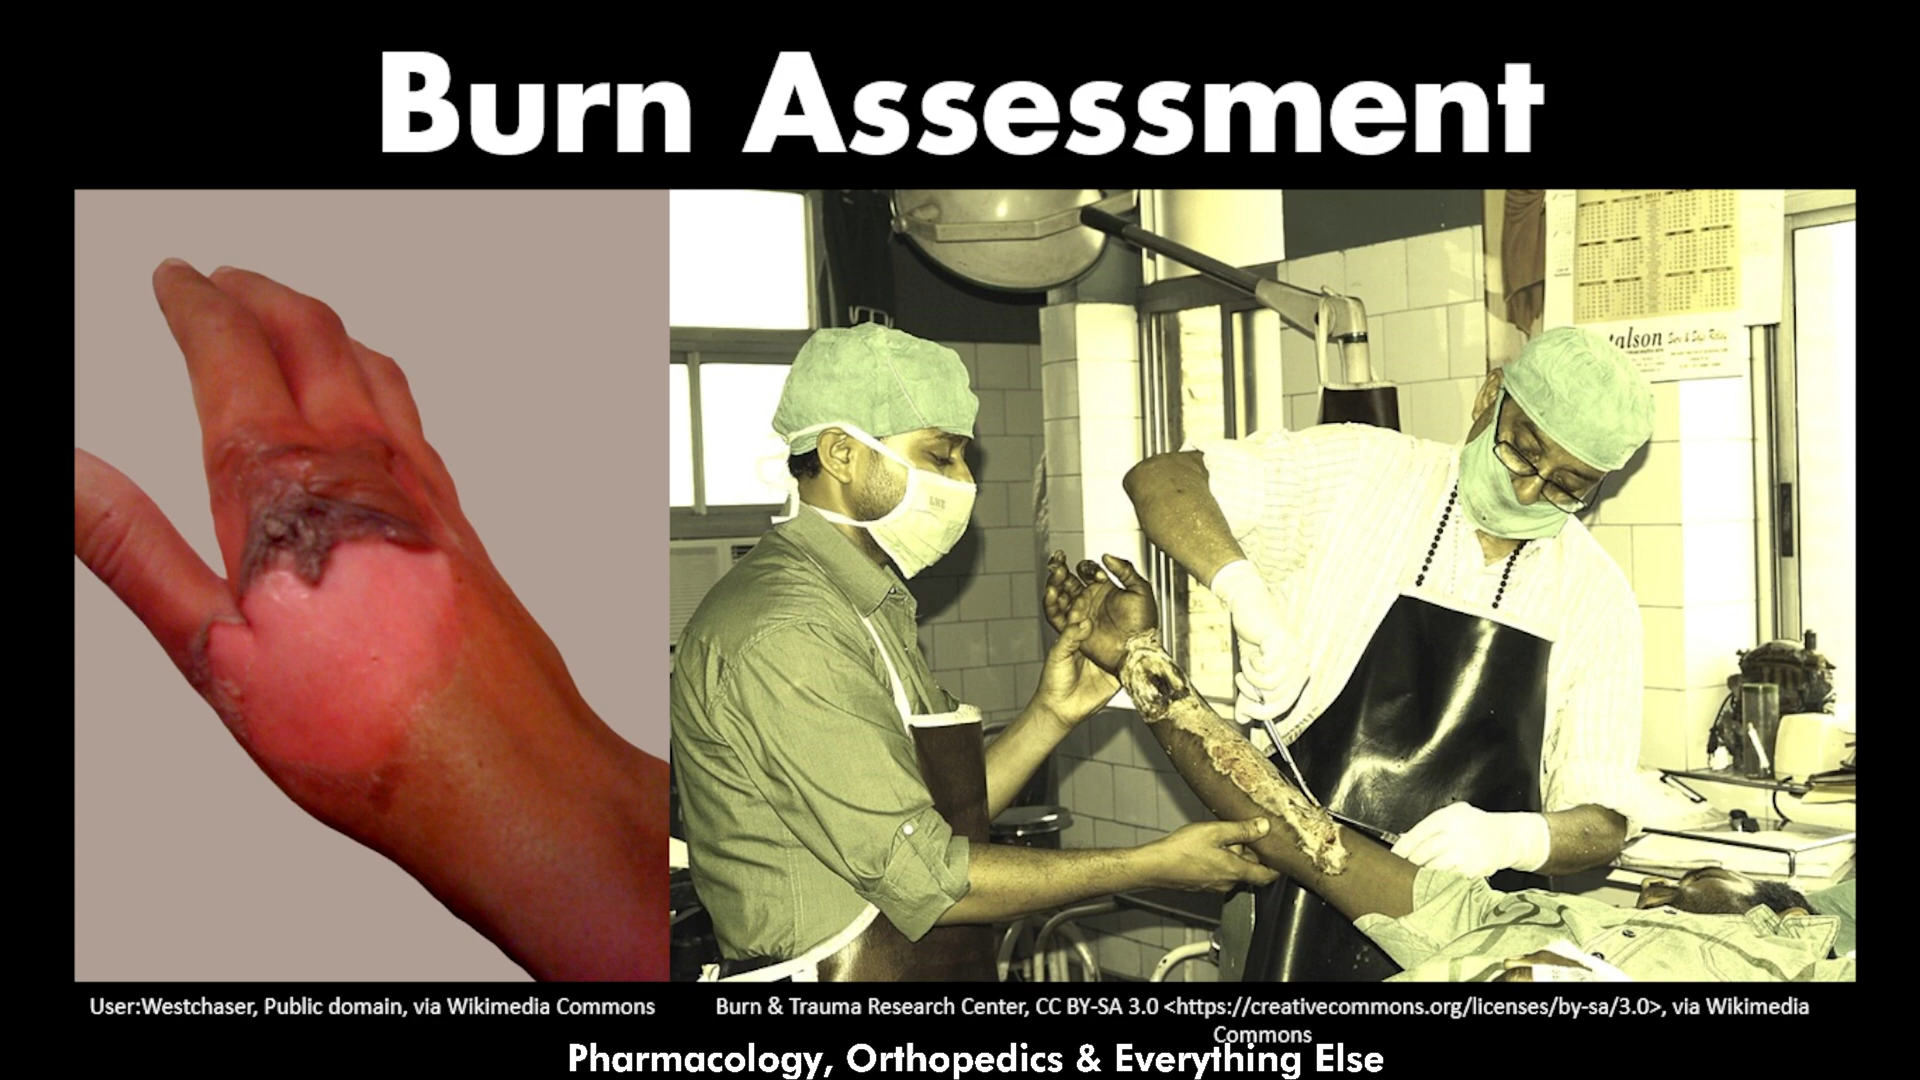 Burn Assessment
talson
User:Westchaser, Public domain, via Wikimedia Commons
Burn & Trauma Research Center, CC BY-SA 3.0 <https://creativecommons.org/licenses/by-sa/3.0>, via Wikimedia
Commons
Pharmacology, Orthopedics & Everything Else